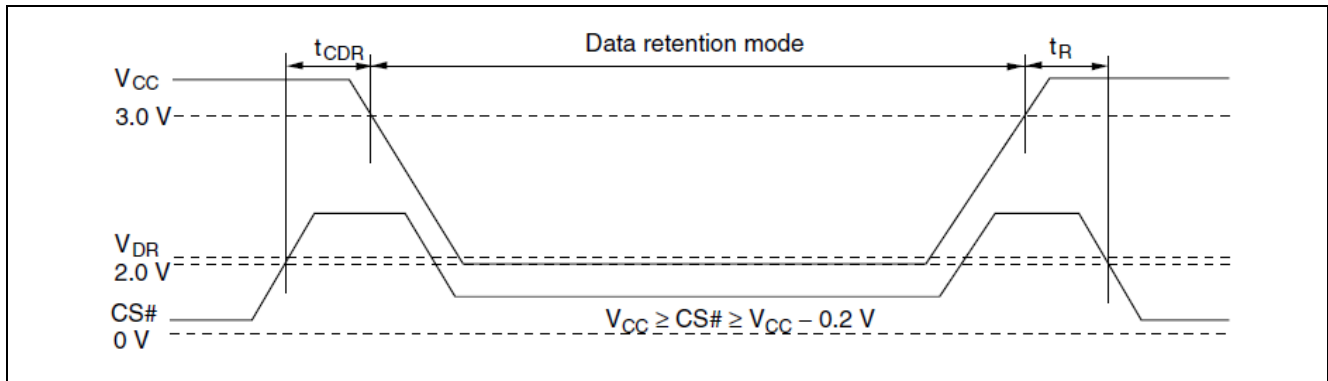 tCDR Data retention mode tR
VCC
3.0 V
VDR
2.0 V
CS#
VCC ≥ CS# ≥ VCC – 0.2 V
0 V